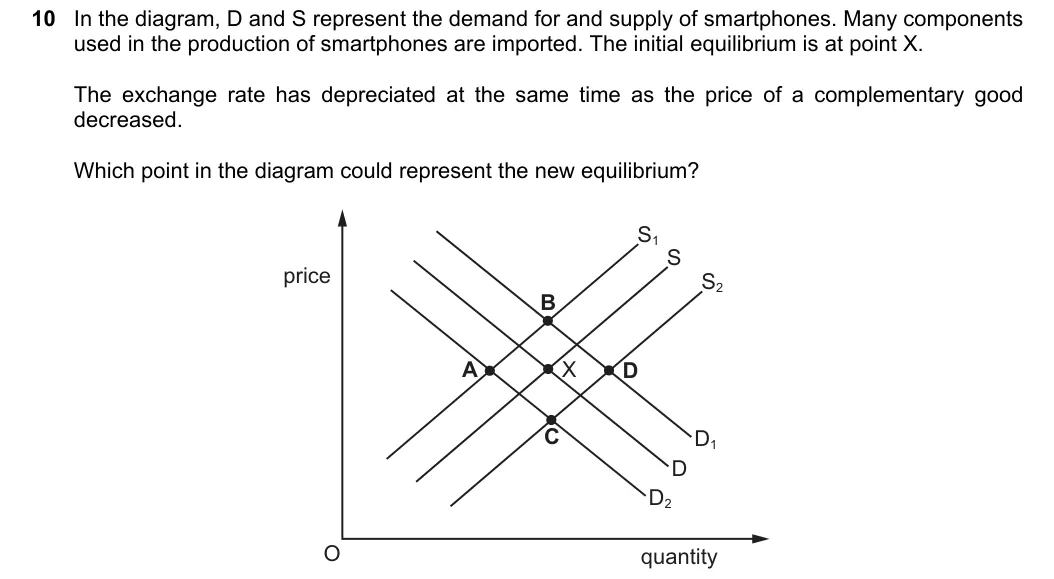 10 In the diagram, D and S represent the demand for and supply of smartphones. Many components
used in the production of smartphones are imported. The initial equilibrium is at point X.
The exchange rate has depreciated at the same time as the price of a complementary good
decreased.
Which point in the diagram could represent the new equilibrium?
S₁
S
price
S₂
B
A
X
D
C
D₁
D
D₂
O
quantity